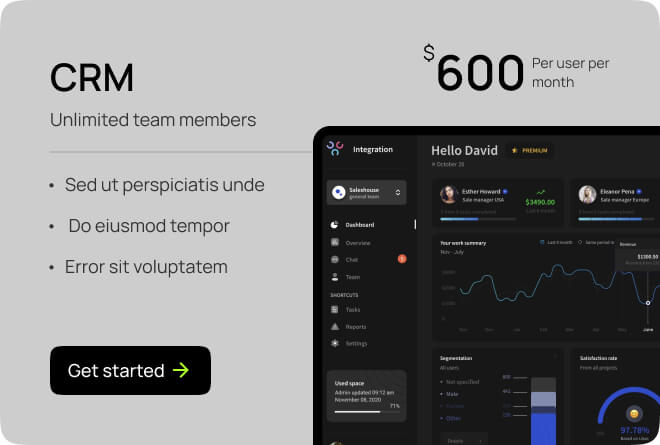 CRM
Unlimited team members
Sed ut perspiciatis unde
Do eiusmod tempor
Error sit voluptatem
Get started
$600
Per user per
month
Integration
Saleshouse
general team
Dashboard
Overview
Chat
Team
SHORTCUTS
Tasks
Reports
Settings
Used space
Admin updated 09:12 am
November 08, 2020
71%
Hello David
PREMIUM
October 26
Esther Howard
Sale manager USA
$3490.00
Last 6 month
Eleanor Pena
Sale manager Europe
Your work summary
Nov - July
Last 6 month
Same period
Revenue
$1300.50
June
Segmentation
All users
Not specified
Male
Other
Details
Satisfaction rate
From all projects
97.78%
Based on Likes